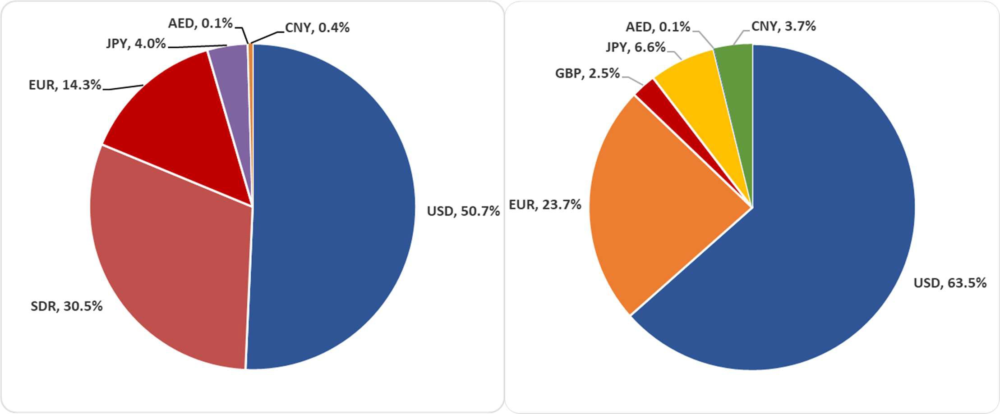 AED, 0.1%
CNY, 0.4%
JPY, 4.0%
EUR, 14.3%
USD, 50.7%
SDR, 30.5%
CNY, 3.7%
AED, 0.1%
JPY, 6.6%
GBP, 2.5%
EUR, 23.7%
USD, 63.5%